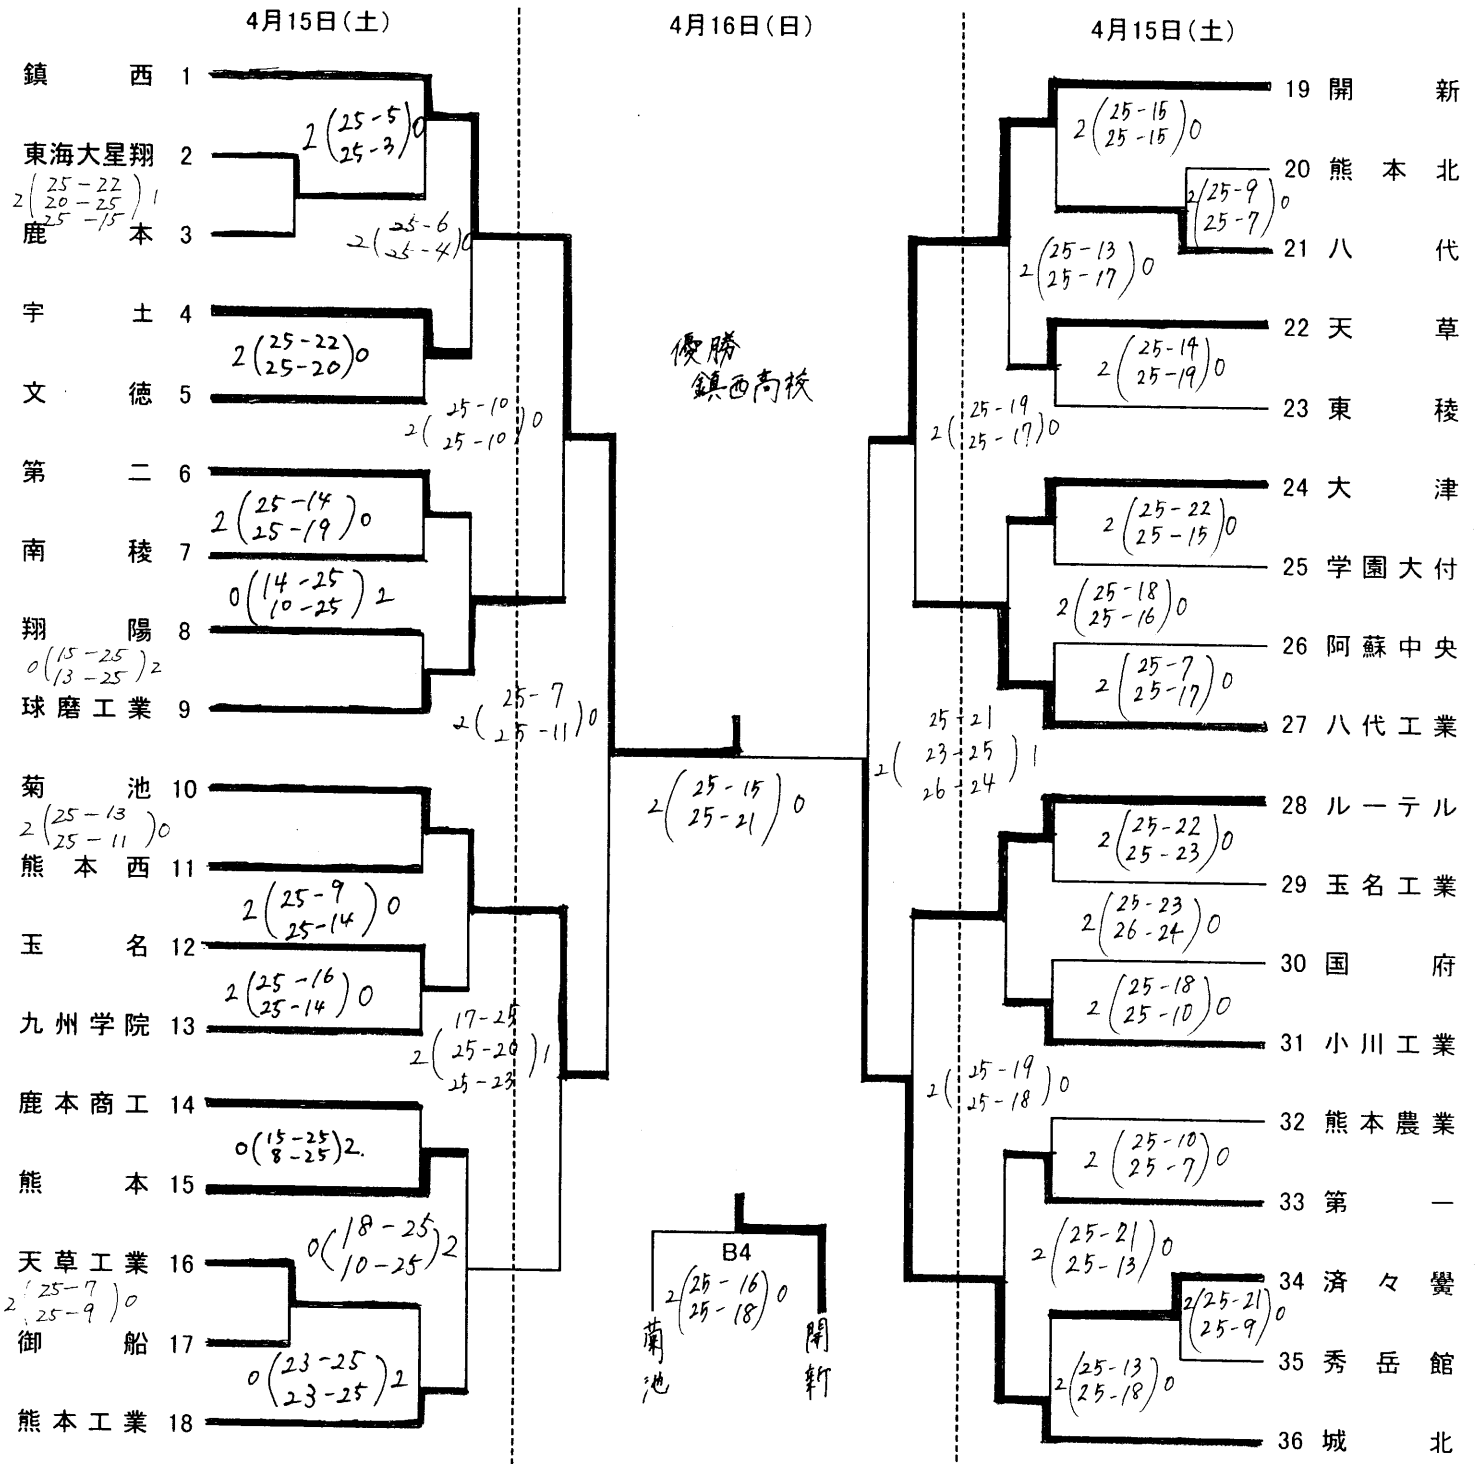 4月15日(土)
4月16日(日)
4月15日(土)
鎮西 1
2(25-5 25-3)0
東海大星翔 2
2(25-22 20-25 25-15)1
鹿本 3
2(25-6 25-4)0
宇土 4
2(25-22 25-20)0
文徳 5
2(25-10 25-10)0
第二 6
2(25-14 25-19)0
南稜 7
0(14-25 10-25)2
翔陽 8
0(15-25 13-25)2
球磨工業 9
2(25-7 25-11)0
菊池 10
2(25-13 25-11)0
熊本西 11
2(25-9 25-14)0
玉名 12
2(25-16 25-14)0
九州学院 13
2(17-25 25-20 25-23)1
鹿本商工 14
0(15-25 8-25)2.
熊本 15
0(18-25 10-25)2
天草工業 16
2(25-7 25-9)0
御船 17
0(23-25 23-25)2
熊本工業 18
優勝
鎮西高校
2(25-15 25-21)0
B4
2(25-16 25-18)0
菊池
開新
19 開新
2(25-15 25-15)0
20 熊本北
2(25-9 25-7)0
21 八代
2(25-13 25-17)0
22 天草
2(25-14 25-19)0
23 東稜
2(25-19 25-17)0
24 大津
2(25-22 25-15)0
25 学園大付
2(25-18 25-16)0
26 阿蘇中央
2(25-7 25-17)0
27 八代工業
2(25-21 23-25 26-24)1
28 ルーテル
2(25-22 25-23)0
29 玉名工業
2(25-23 26-24)0
30 国府
2(25-18 25-10)0
31 小川工業
2(25-19 25-18)0
32 熊本農業
2(25-10 25-7)0
33 第一
2(25-21 25-13)0
34 済々黌
2(25-21 25-9)0
35 秀岳館
2(25-13 25-18)0
36 城北